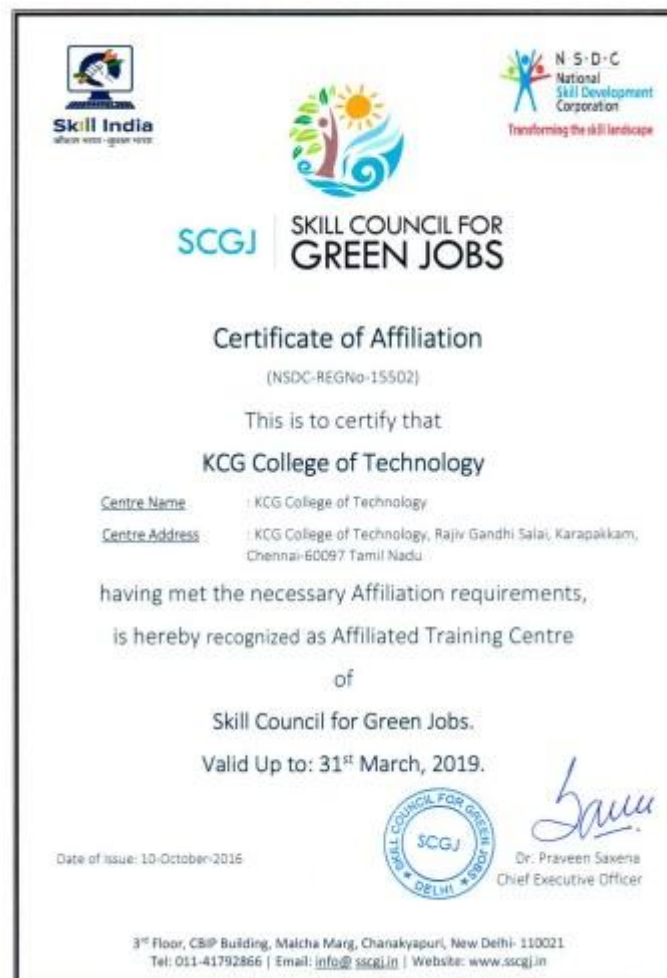 Skill India
कौशल भारत - कुशल भारत
N·S·D·C
National
Skill Development
Corporation
Transforming the skill landscape
SCGJ
SKILL COUNCIL FOR
GREEN JOBS
Certificate of Affiliation
(NSDC-REGNo-15502)
This is to certify that
KCG College of Technology
Centre Name : KCG College of Technology
Centre Address : KCG College of Technology, Rajiv Gandhi Salai, Karapakkam,
Chennai-60097 Tamil Nadu
having met the necessary Affiliation requirements,
is hereby recognized as Affiliated Training Centre
of
Skill Council for Green Jobs.
Valid Up to: 31st March, 2019.
SKILL COUNCIL FOR GREEN JOBS
SCGJ
★ DELHI ★
Date of Issue: 10-October-2016
Dr. Praveen Saxena
Chief Executive Officer
3rd Floor, CBIP Building, Malcha Marg, Chanakyapuri, New Delhi- 110021
Tel: 011-41792866 | Email: info@ sscgj.in | Website: www.sscgj.in